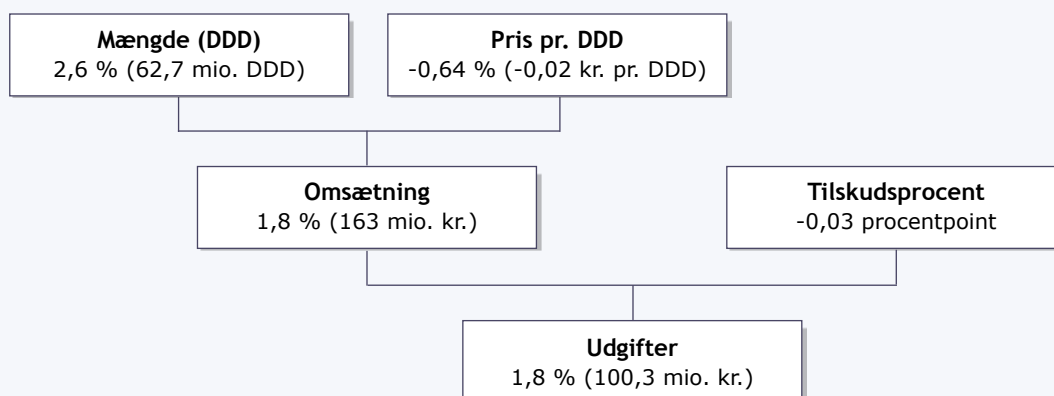 Mængde (DDD)
2,6 % (62,7 mio. DDD)
Pris pr. DDD
-0,64 % (-0,02 kr. pr. DDD)
Omsætning
1,8 % (163 mio. kr.)
Tilskudsprocent
-0,03 procentpoint
Udgifter
1,8 % (100,3 mio. kr.)